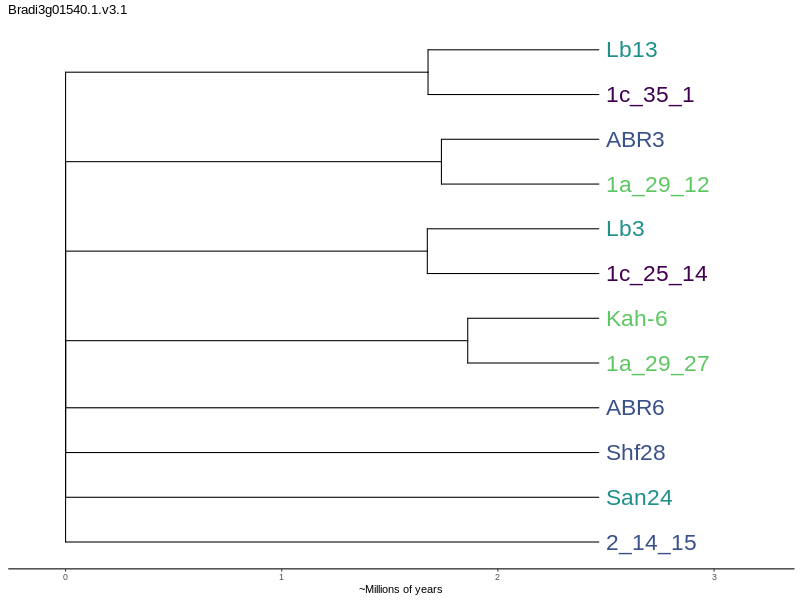 Bradi3g01540.1.v3.1
Lb13
1c_35_1
ABR3
1a_29_12
Lb3
1c_25_14
Kah-6
1a_29_27
ABR6
Shf28
San24
2_14_15
0 1 2 3
~Millions of years